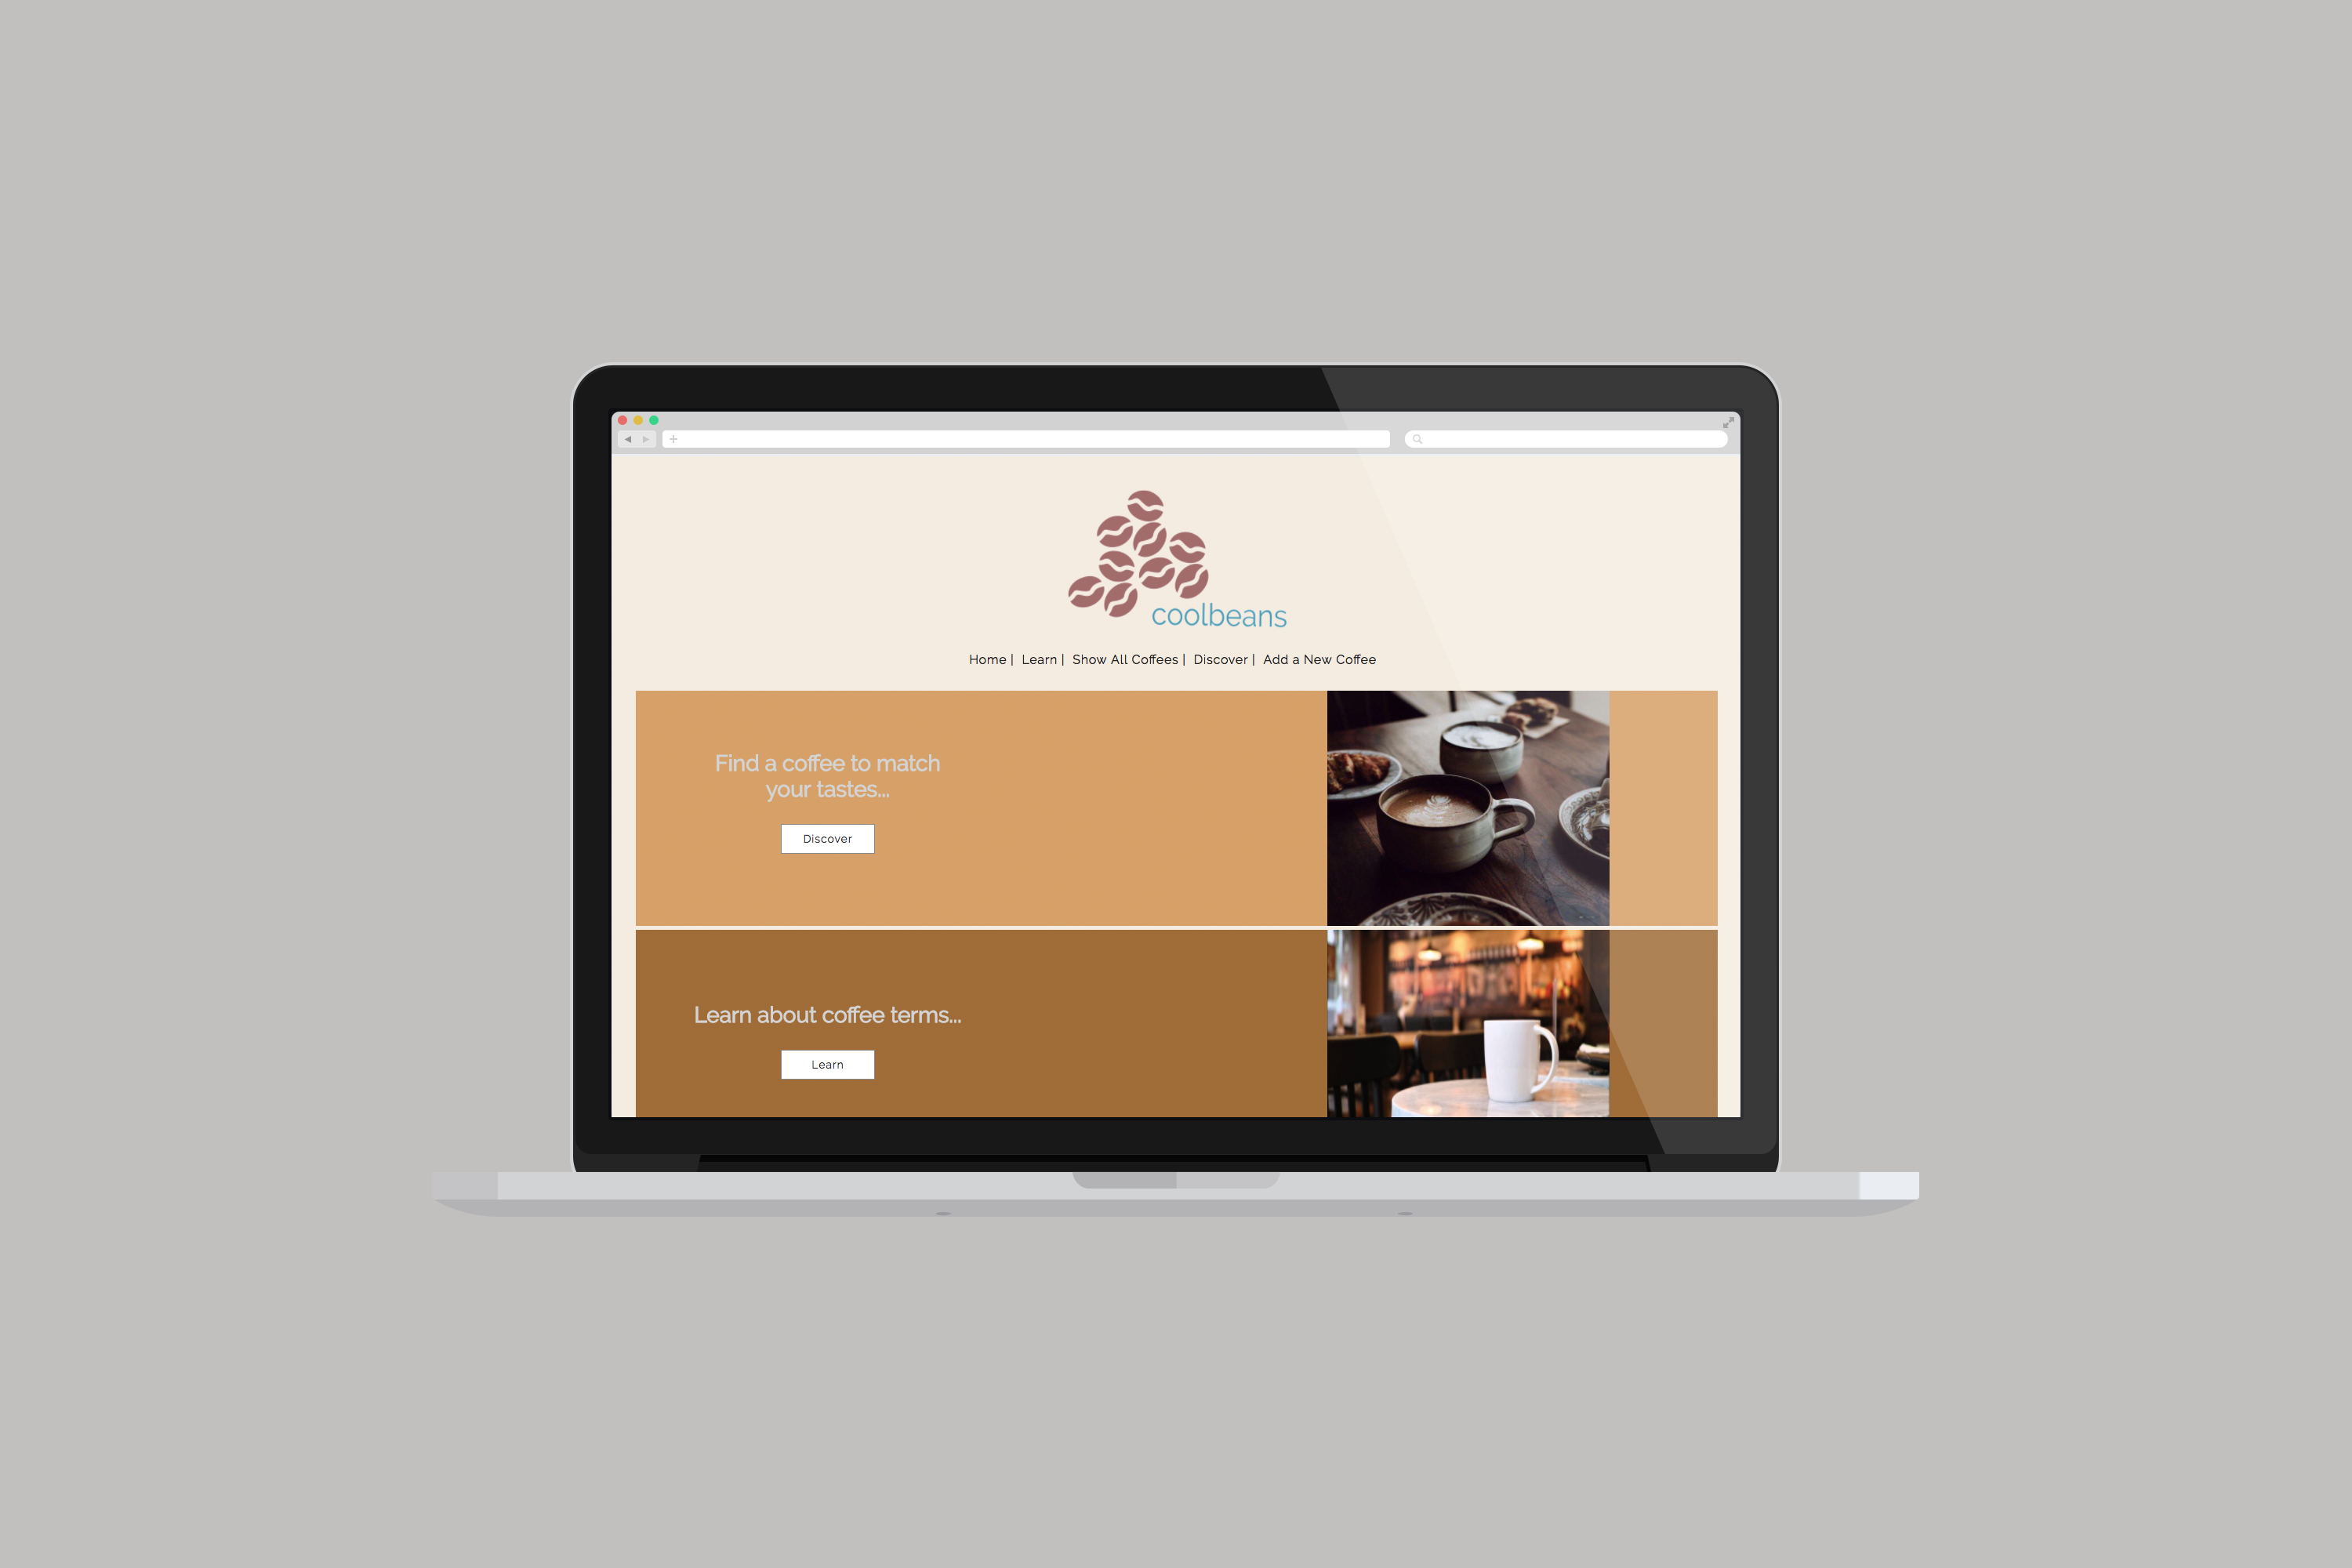 coolbeans
Home | Learn | Show All Coffees | Discover | Add a New Coffee
Find a coffee to match
your tastes...
Discover
Learn about coffee terms...
Learn